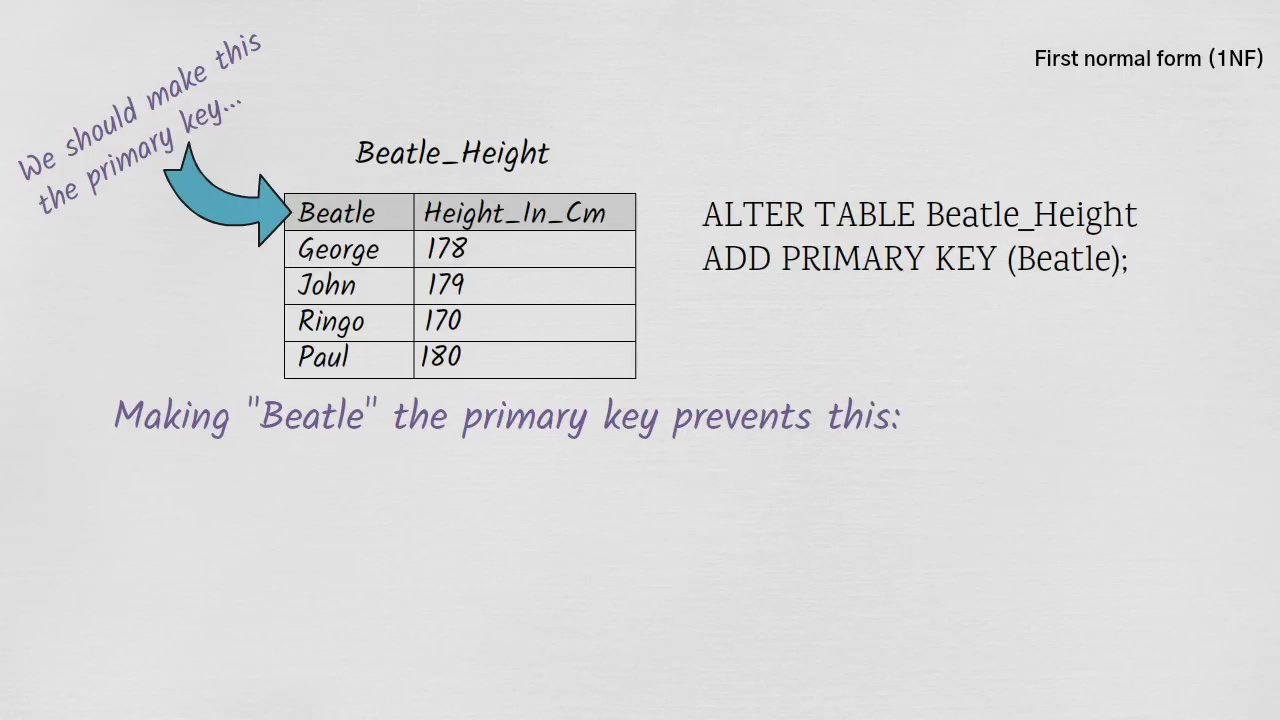 We should make this
the primary key...
First normal form (1NF)
Beatle_Height
Beatle Height_In_Cm
George 178
John 179
Ringo 170
Paul 180
ALTER TABLE Beatle_Height
ADD PRIMARY KEY (Beatle);
Making "Beatle" the primary key prevents this: